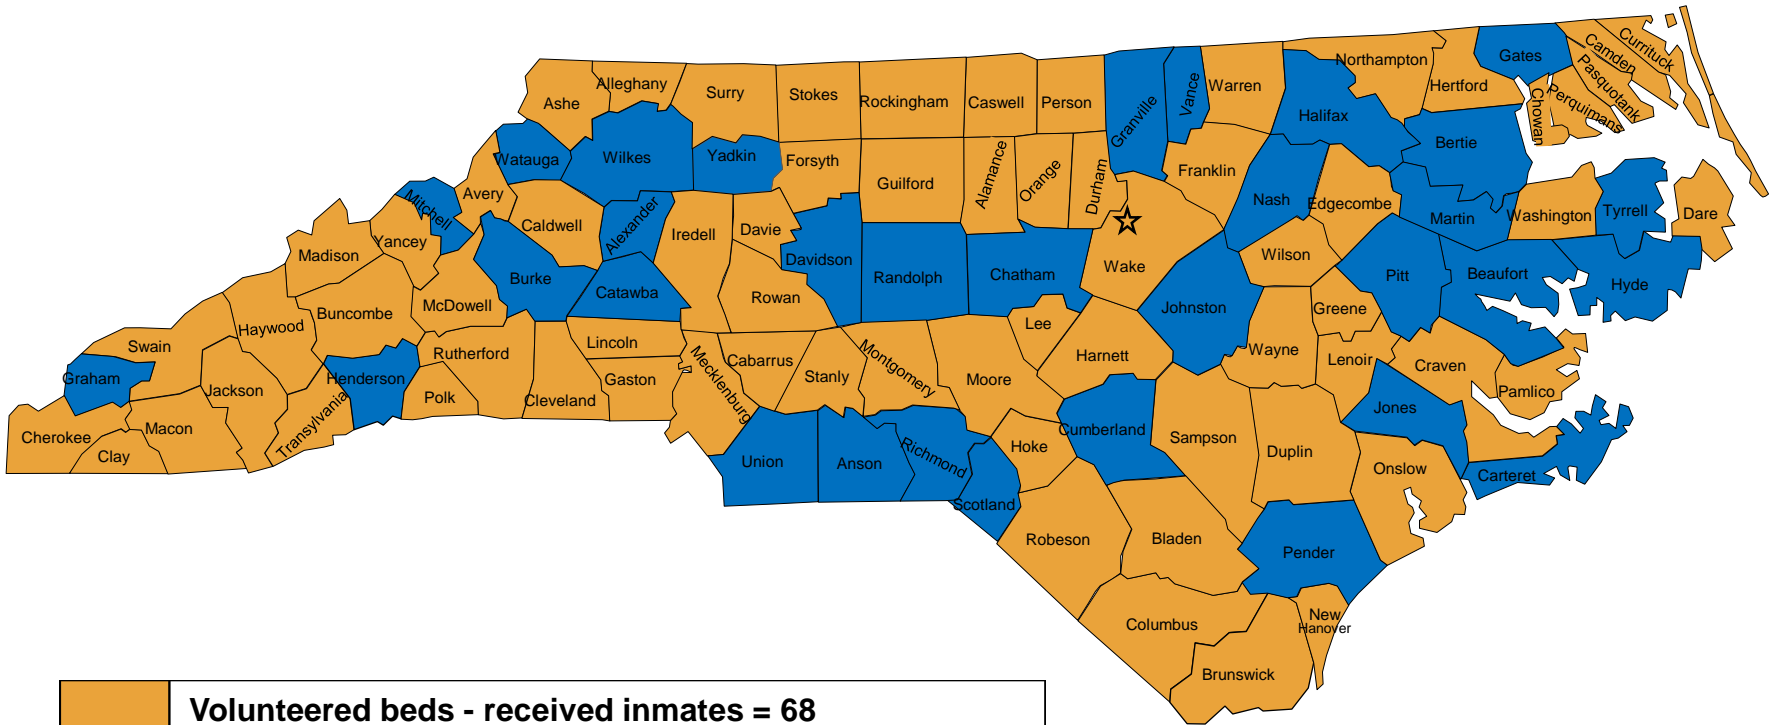 Ashe
Alleghany
Surry
Stokes
Rockingham
Caswell
Person
Granville
Vance
Warren
Halifax
Northampton
Hertford
Gates
Camden
Currituck
Pasquotank
Perquimans
Chowan
Bertie
Watauga
Wilkes
Yadkin
Forsyth
Guilford
Alamance
Orange
Durham
Franklin
Nash
Edgecombe
Martin
Washington
Tyrrell
Dare
Mitchell
Avery
Caldwell
Alexander
Iredell
Davie
Davidson
Randolph
Chatham
Wake
Wilson
Pitt
Beaufort
Hyde
Madison
Yancey
Burke
Catawba
Rowan
Johnston
Greene
Buncombe
McDowell
Haywood
Swain
Rutherford
Lincoln
Mecklenburg
Cabarrus
Stanly
Montgomery
Moore
Lee
Harnett
Wayne
Lenoir
Craven
Pamlico
Graham
Jackson
Henderson
Polk
Cleveland
Gaston
Jones
Cherokee
Clay
Macon
Transylvania
Union
Anson
Richmond
Scotland
Hoke
Cumberland
Sampson
Duplin
Onslow
Carteret
Robeson
Bladen
Pender
Columbus
Brunswick
New
Hanover
Volunteered beds - received inmates = 68